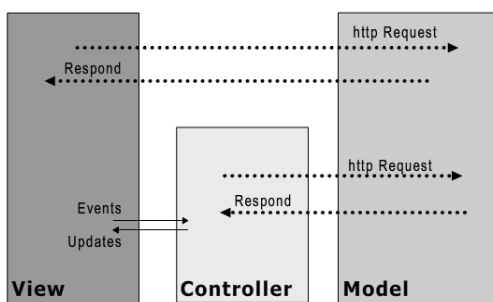 http Request
Respond
http Request
Respond
Events
Updates
View
Controller
Model